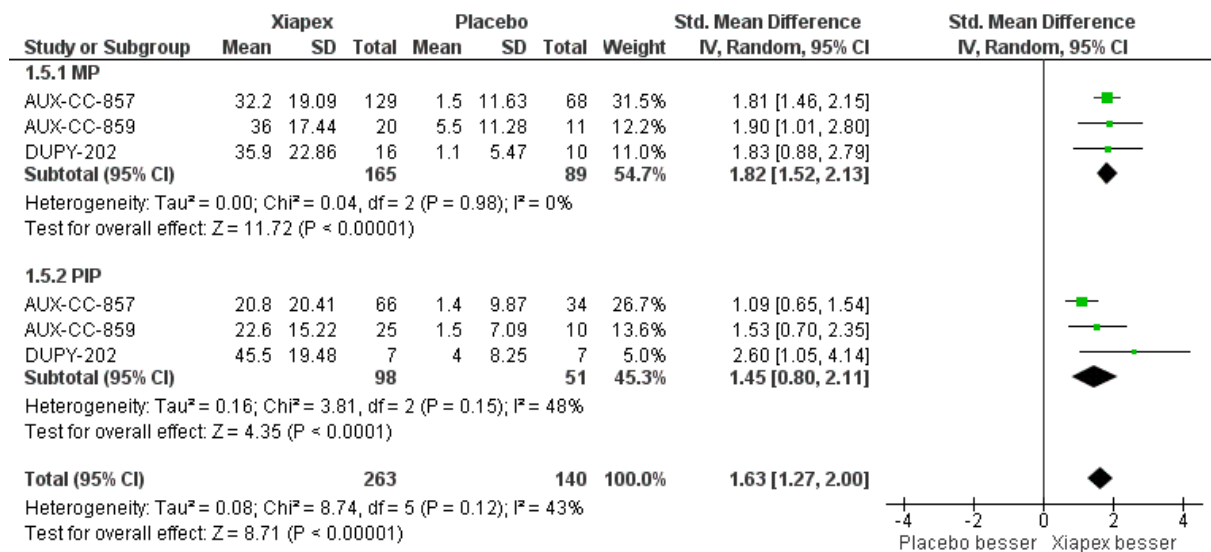 Xiapex Placebo Std. Mean Difference Std. Mean Difference
Study or Subgroup Mean SD Total Mean SD Total Weight IV, Random, 95% CI IV, Random, 95% CI
1.5.1 MP
AUX-CC-857 32.2 19.09 129 1.5 11.63 68 31.5% 1.81 [1.46, 2.15]
AUX-CC-859 36 17.44 20 5.5 11.28 11 12.2% 1.90 [1.01, 2.80]
DUPY-202 35.9 22.86 16 1.1 5.47 10 11.0% 1.83 [0.88, 2.79]
Subtotal (95% CI) 165 89 54.7% 1.82 [1.52, 2.13]
Heterogeneity: Tau² = 0.00; Chi² = 0.04, df = 2 (P = 0.98); I² = 0%
Test for overall effect: Z = 11.72 (P < 0.00001)
1.5.2 PIP
AUX-CC-857 20.8 20.41 66 1.4 9.87 34 26.7% 1.09 [0.65, 1.54]
AUX-CC-859 22.6 15.22 25 1.5 7.09 10 13.6% 1.53 [0.70, 2.35]
DUPY-202 45.5 19.48 7 4 8.25 7 5.0% 2.60 [1.05, 4.14]
Subtotal (95% CI) 98 51 45.3% 1.45 [0.80, 2.11]
Heterogeneity: Tau² = 0.16; Chi² = 3.81, df = 2 (P = 0.15); I² = 48%
Test for overall effect: Z = 4.35 (P < 0.0001)
Total (95% CI) 263 140 100.0% 1.63 [1.27, 2.00]
Heterogeneity: Tau² = 0.08; Chi² = 8.74, df = 5 (P = 0.12); I² = 43%
Test for overall effect: Z = 8.71 (P < 0.00001)
-4 -2 0 2 4
Placebo besser Xiapex besser